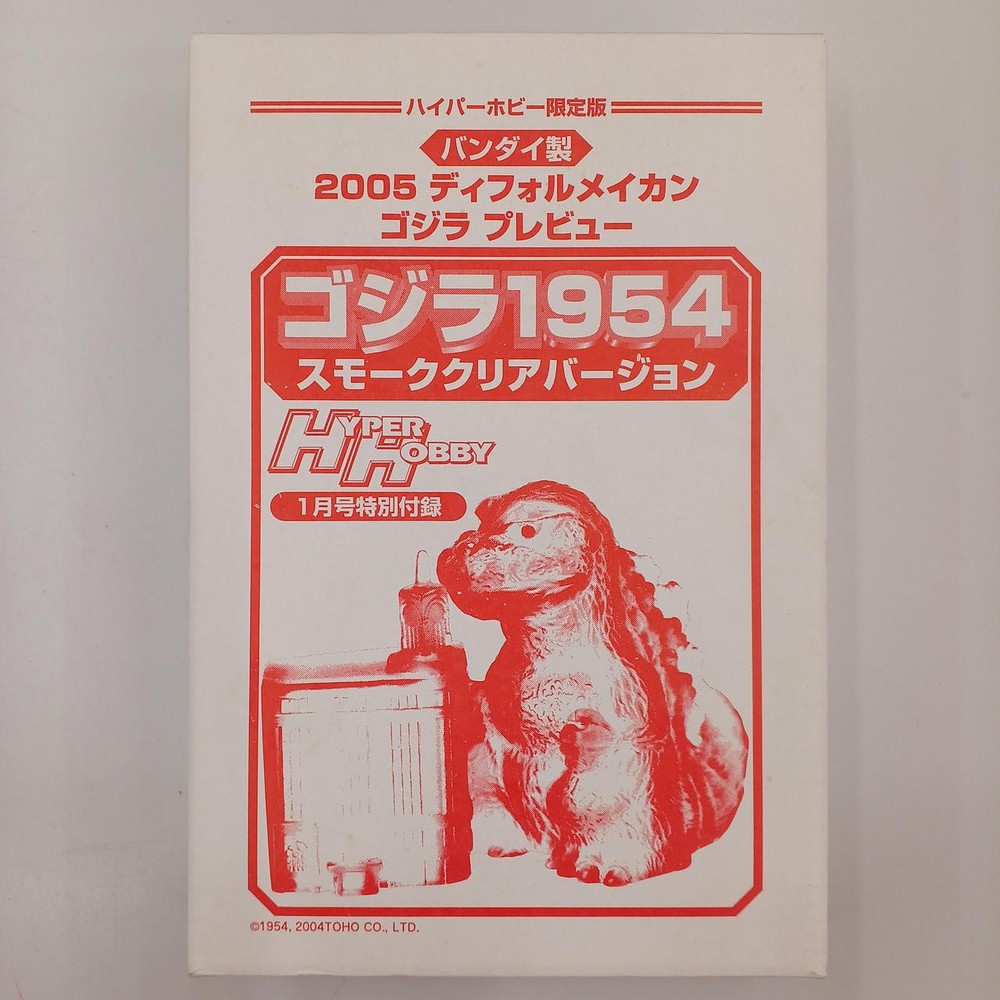 ハイパーホビー限定版
バンダイ製
2005 ディフォルメイカン
ゴジラ プレビュー
ゴジラ1954
スモーククリアバージョン
HYPER
HOBBY
1月号特別付録
©1954, 2004TOHO CO., LTD.